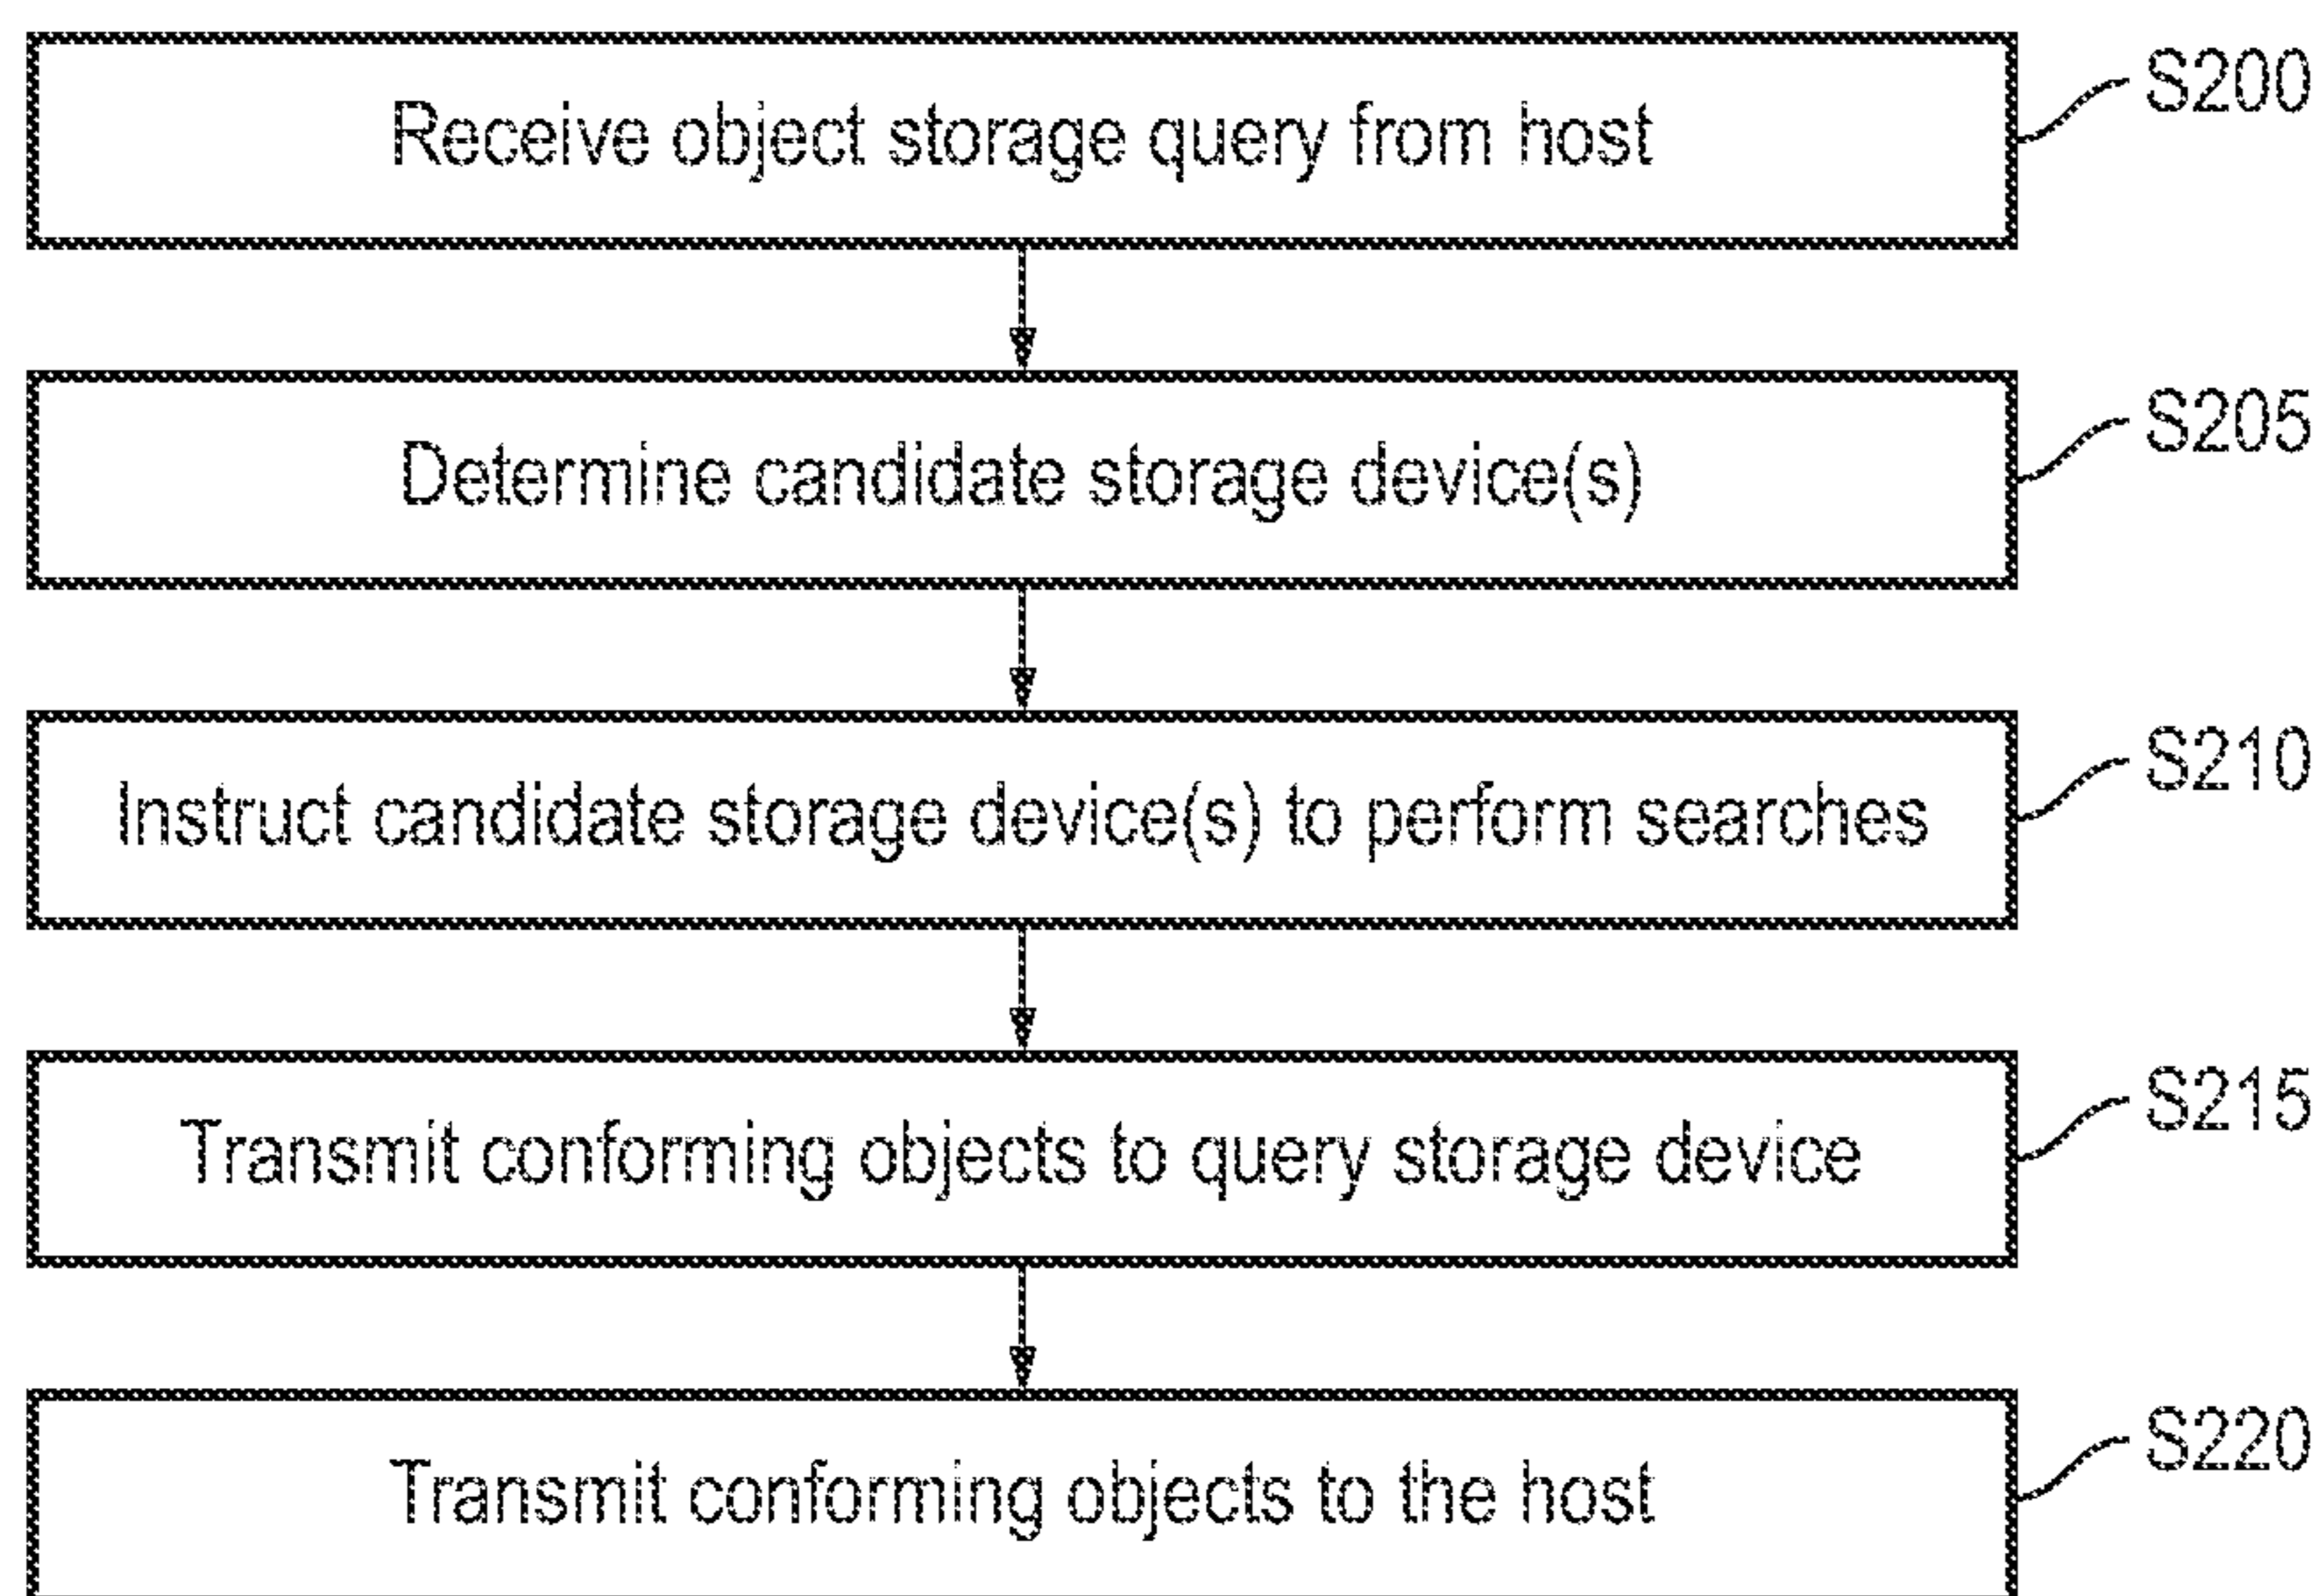 Receive object storage query from host
S200
Determine candidate storage device(s)
S205
Instruct candidate storage device(s) to perform searches
S210
Transmit conforming objects to query storage device
S215
Transmit conforming objects to the host
S220